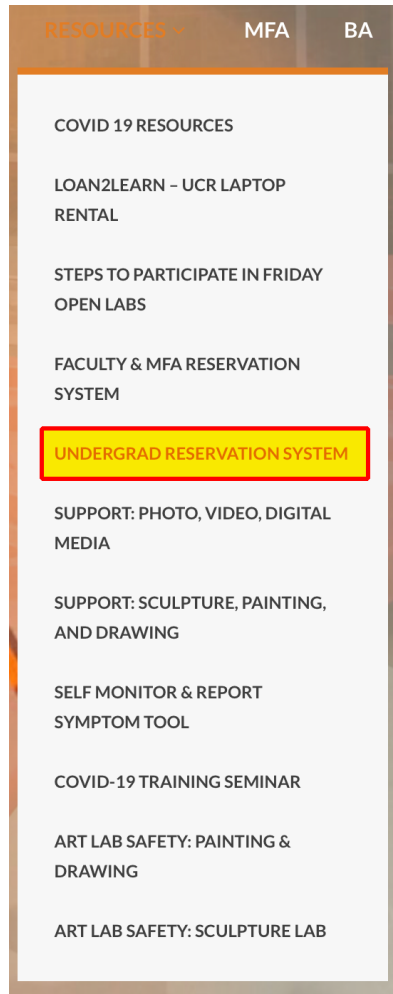 RESOURCES MFA BA
COVID 19 RESOURCES
LOAN2LEARN – UCR LAPTOP
RENTAL
STEPS TO PARTICIPATE IN FRIDAY
OPEN LABS
FACULTY & MFA RESERVATION
SYSTEM
UNDERGRAD RESERVATION SYSTEM
SUPPORT: PHOTO, VIDEO, DIGITAL
MEDIA
SUPPORT: SCULPTURE, PAINTING,
AND DRAWING
SELF MONITOR & REPORT
SYMPTOM TOOL
COVID-19 TRAINING SEMINAR
ART LAB SAFETY: PAINTING &
DRAWING
ART LAB SAFETY: SCULPTURE LAB